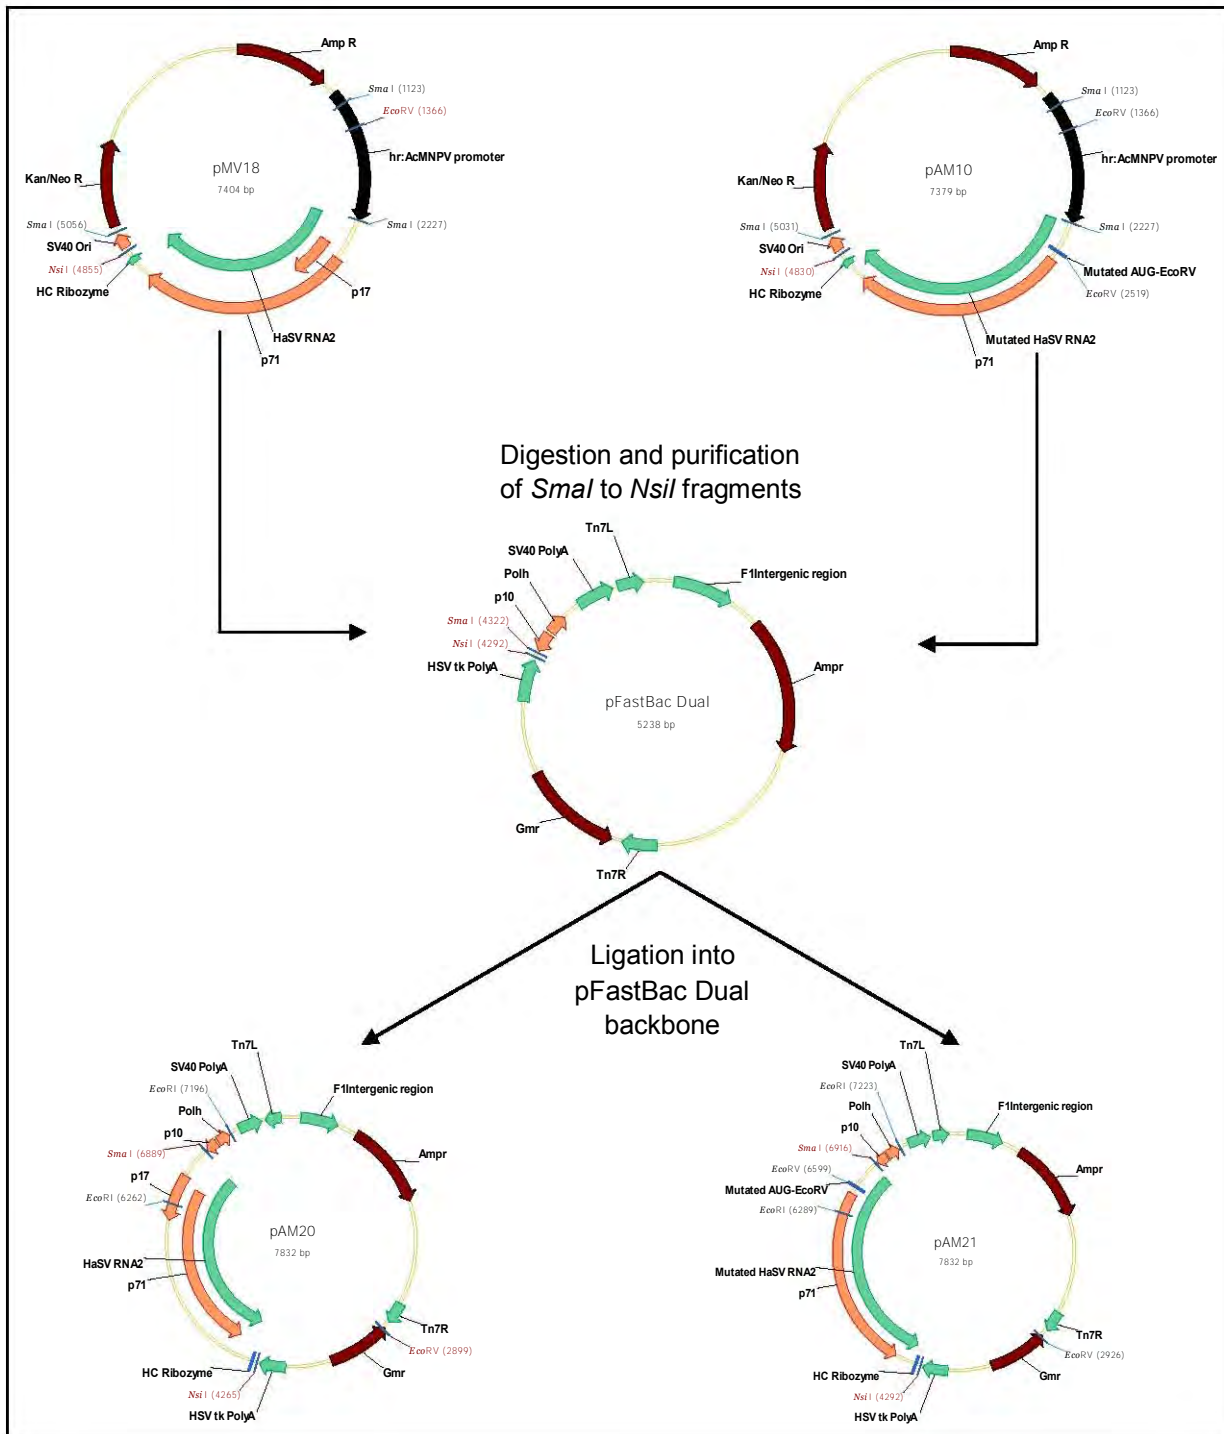 Amp R
Sma I (1123)
EcoRV (1366)
hr:AcMNPV promoter
pMV18
7404 bp
Kan/Neo R
Sma I (5056)
SV40 Ori
Nsi I (4855)
HC Ribozyme
Sma I (2227)
p17
HaSV RNA2
p71
Amp R
Sma I (1123)
EcoRV (1366)
hr:AcMNPV promoter
pAM10
7379 bp
Kan/Neo R
Sma I (5031)
SV40 Ori
Nsi I (4830)
HC Ribozyme
Sma I (2227)
Mutated AUG-EcoRV
EcoRV (2519)
Mutated HaSV RNA2
p71
Digestion and purification
of SmaI to NsiI fragments
Tn7L
SV40 PolyA
Polh
F1Intergenic region
p10
Sma I (4322)
Nsi I (4292)
HSV tk PolyA
Ampr
pFastBac Dual
5238 bp
Gmr
Tn7R
Ligation into
pFastBac Dual
backbone
Tn7L
SV40 PolyA
EcoRI (7196)
F1Intergenic region
Polh
p10
Sma I (6889)
Ampr
p17
EcoRI (6262)
pAM20
7832 bp
HaSV RNA2
p71
Tn7R
EcoRV (2899)
HC Ribozyme
Gmr
Nsi I (4265)
HSV tk PolyA
Tn7L
SV40 PolyA
EcoRI (7223)
Polh
F1Intergenic region
p10
Sma I (6916)
EcoRV (6599)
Ampr
Mutated AUG-EcoRV
EcoRI (6289)
pAM21
7832 bp
Mutated HaSV RNA2
p71
Tn7R
EcoRV (2926)
HC Ribozyme
Gmr
Nsi I (4292)
HSV tk PolyA